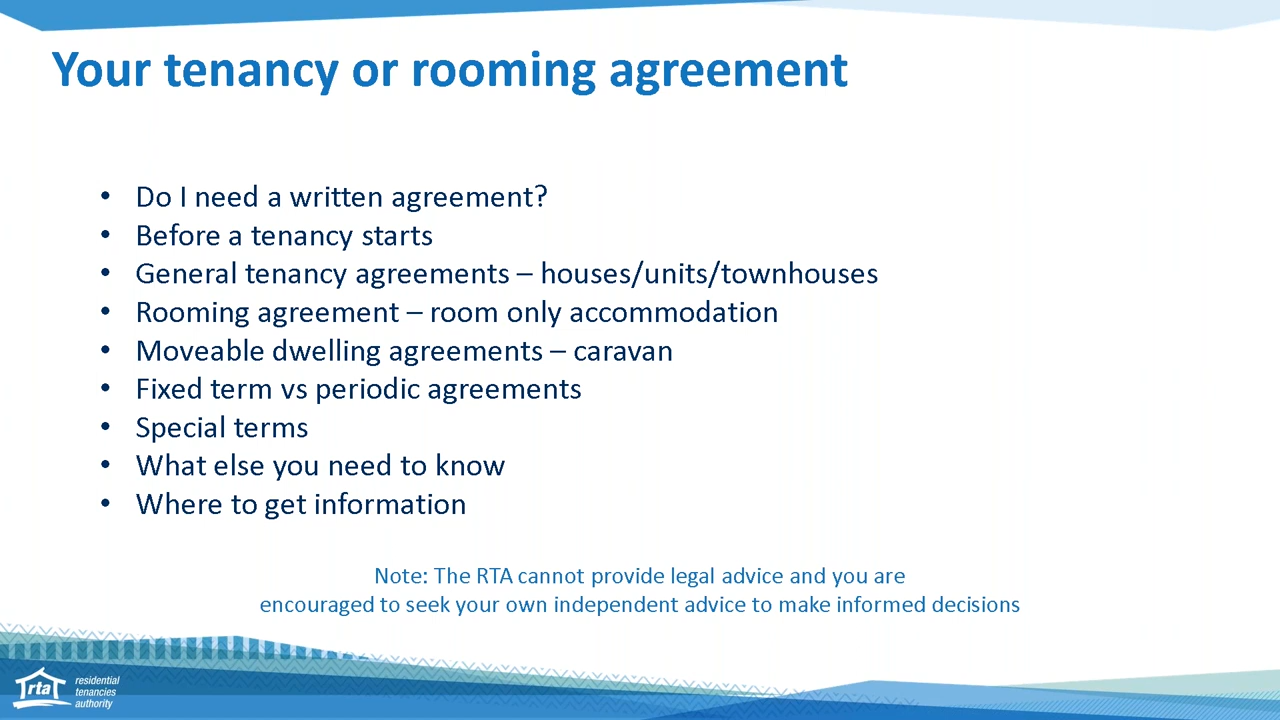 Your tenancy or rooming agreement
• Do I need a written agreement?
• Before a tenancy starts
• General tenancy agreements – houses/units/townhouses
• Rooming agreement – room only accommodation
• Moveable dwelling agreements – caravan
• Fixed term vs periodic agreements
• Special terms
• What else you need to know
• Where to get information
Note: The RTA cannot provide legal advice and you are
encouraged to seek your own independent advice to make informed decisions
rta
residential
tenancies
authority